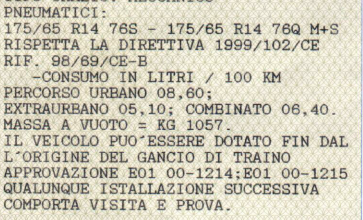 PNEUMATICI:
175/65 R14 76S - 175/65 R14 76Q M+S
RISPETTA LA DIRETTIVA 1999/102/CE
RIF. 98/69/CE-B
-CONSUMO IN LITRI / 100 KM
PERCORSO URBANO 08,60;
EXTRAURBANO 05,10; COMBINATO 06,40.
MASSA A VUOTO = KG 1057.
IL VEICOLO PUO'ESSERE DOTATO FIN DAL
L'ORIGINE DEL GANCIO DI TRAINO
APPROVAZIONE E01 00-1214;E01 00-1215
QUALUNQUE ISTALLAZIONE SUCCESSIVA
COMPORTA VISITA E PROVA.